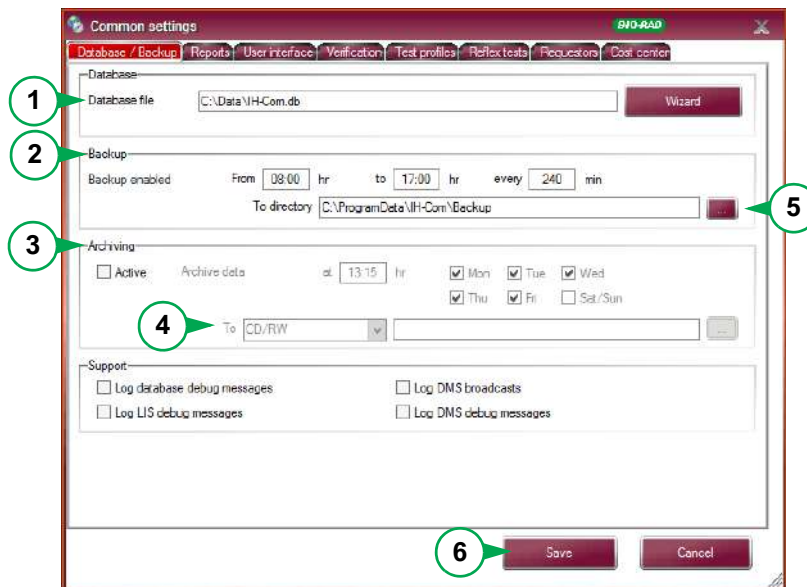 Common settings
BIO-RAD
Database / Backup Reports User interface Verification Test profiles Reflex tests Requestors Cost center
Database
1 Database file C:\Data\IH-Com.db Wizard
2 Backup
Backup enabled From 08:00 hr to 17:00 hr every 240 min
To directory C:\ProgramData\IH-Com\Backup ... 5
3 Archiving
Active Archive data at 13:15 hr Mon Tue Wed
Thu Fri Sat/Sun
4 To CD/RW ...
Support
Log database debug messages Log DMS broadcasts
Log LIS debug messages Log DMS debug messages
6 Save Cancel